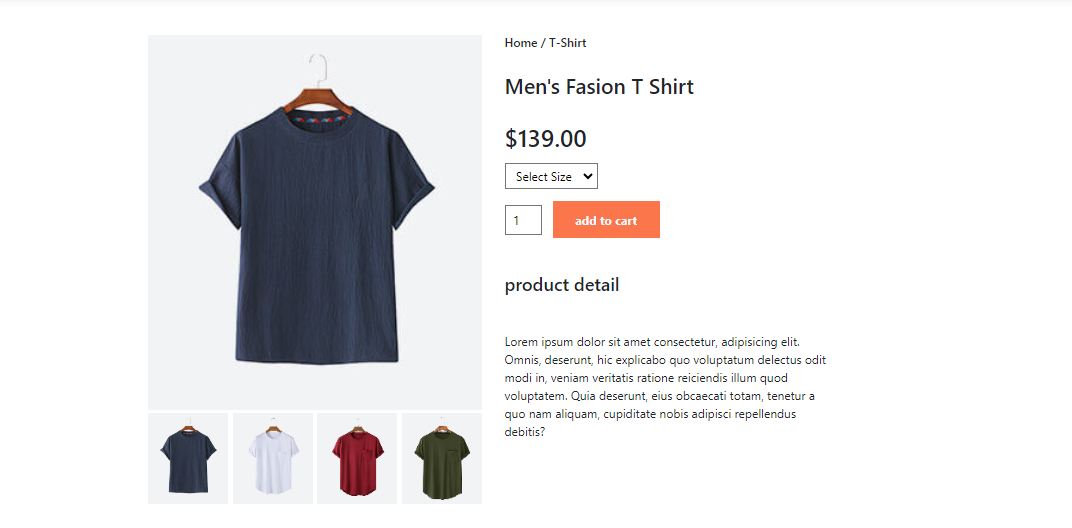 Home / T-Shirt
Men's Fasion T Shirt
$139.00
Select Size
1
add to cart
product detail
Lorem ipsum dolor sit amet consectetur, adipisicing elit.
Omnis, deserunt, hic explicabo quo voluptatum delectus odit
modi in, veniam veritatis ratione reiciendis illum quod
voluptatem. Quia deserunt, eius obcaecati totam, tenetur a
quo nam aliquam, cupiditate nobis adipisci repellendus
debitis?